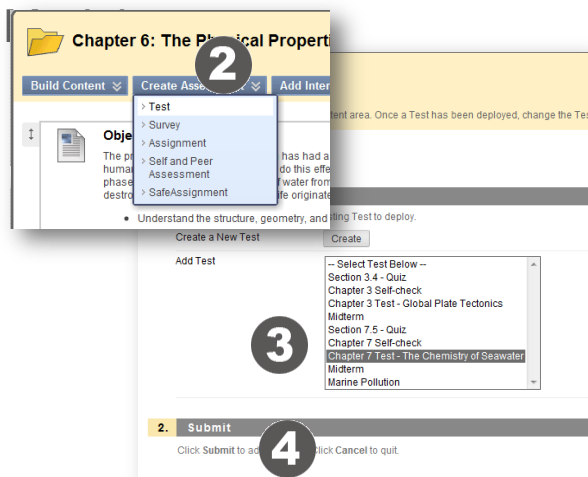 Chapter 6: The Physical Properti
2
Build Content Create Assessment Add Inter
> Test
> Survey
> Assignment
> Self and Peer
Assessment
> SafeAssignment
tent area. Once a Test has been deployed, change the Tes
Obje
The pr has had a
human do this effe
phase f water from
destro ife originate
Understand the structure, geometry, and
sting Test to deploy.
Create a New Test Create
Add Test
-- Select Test Below --
Section 3.4 - Quiz
Chapter 3 Self-check
Chapter 3 Test - Global Plate Tectonics
Midterm
Section 7.5 - Quiz
Chapter 7 Self-check
Chapter 7 Test - The Chemistry of Seawater
Midterm
Marine Pollution
3
2. Submit
Click Submit to ad Click Cancel to quit.
4